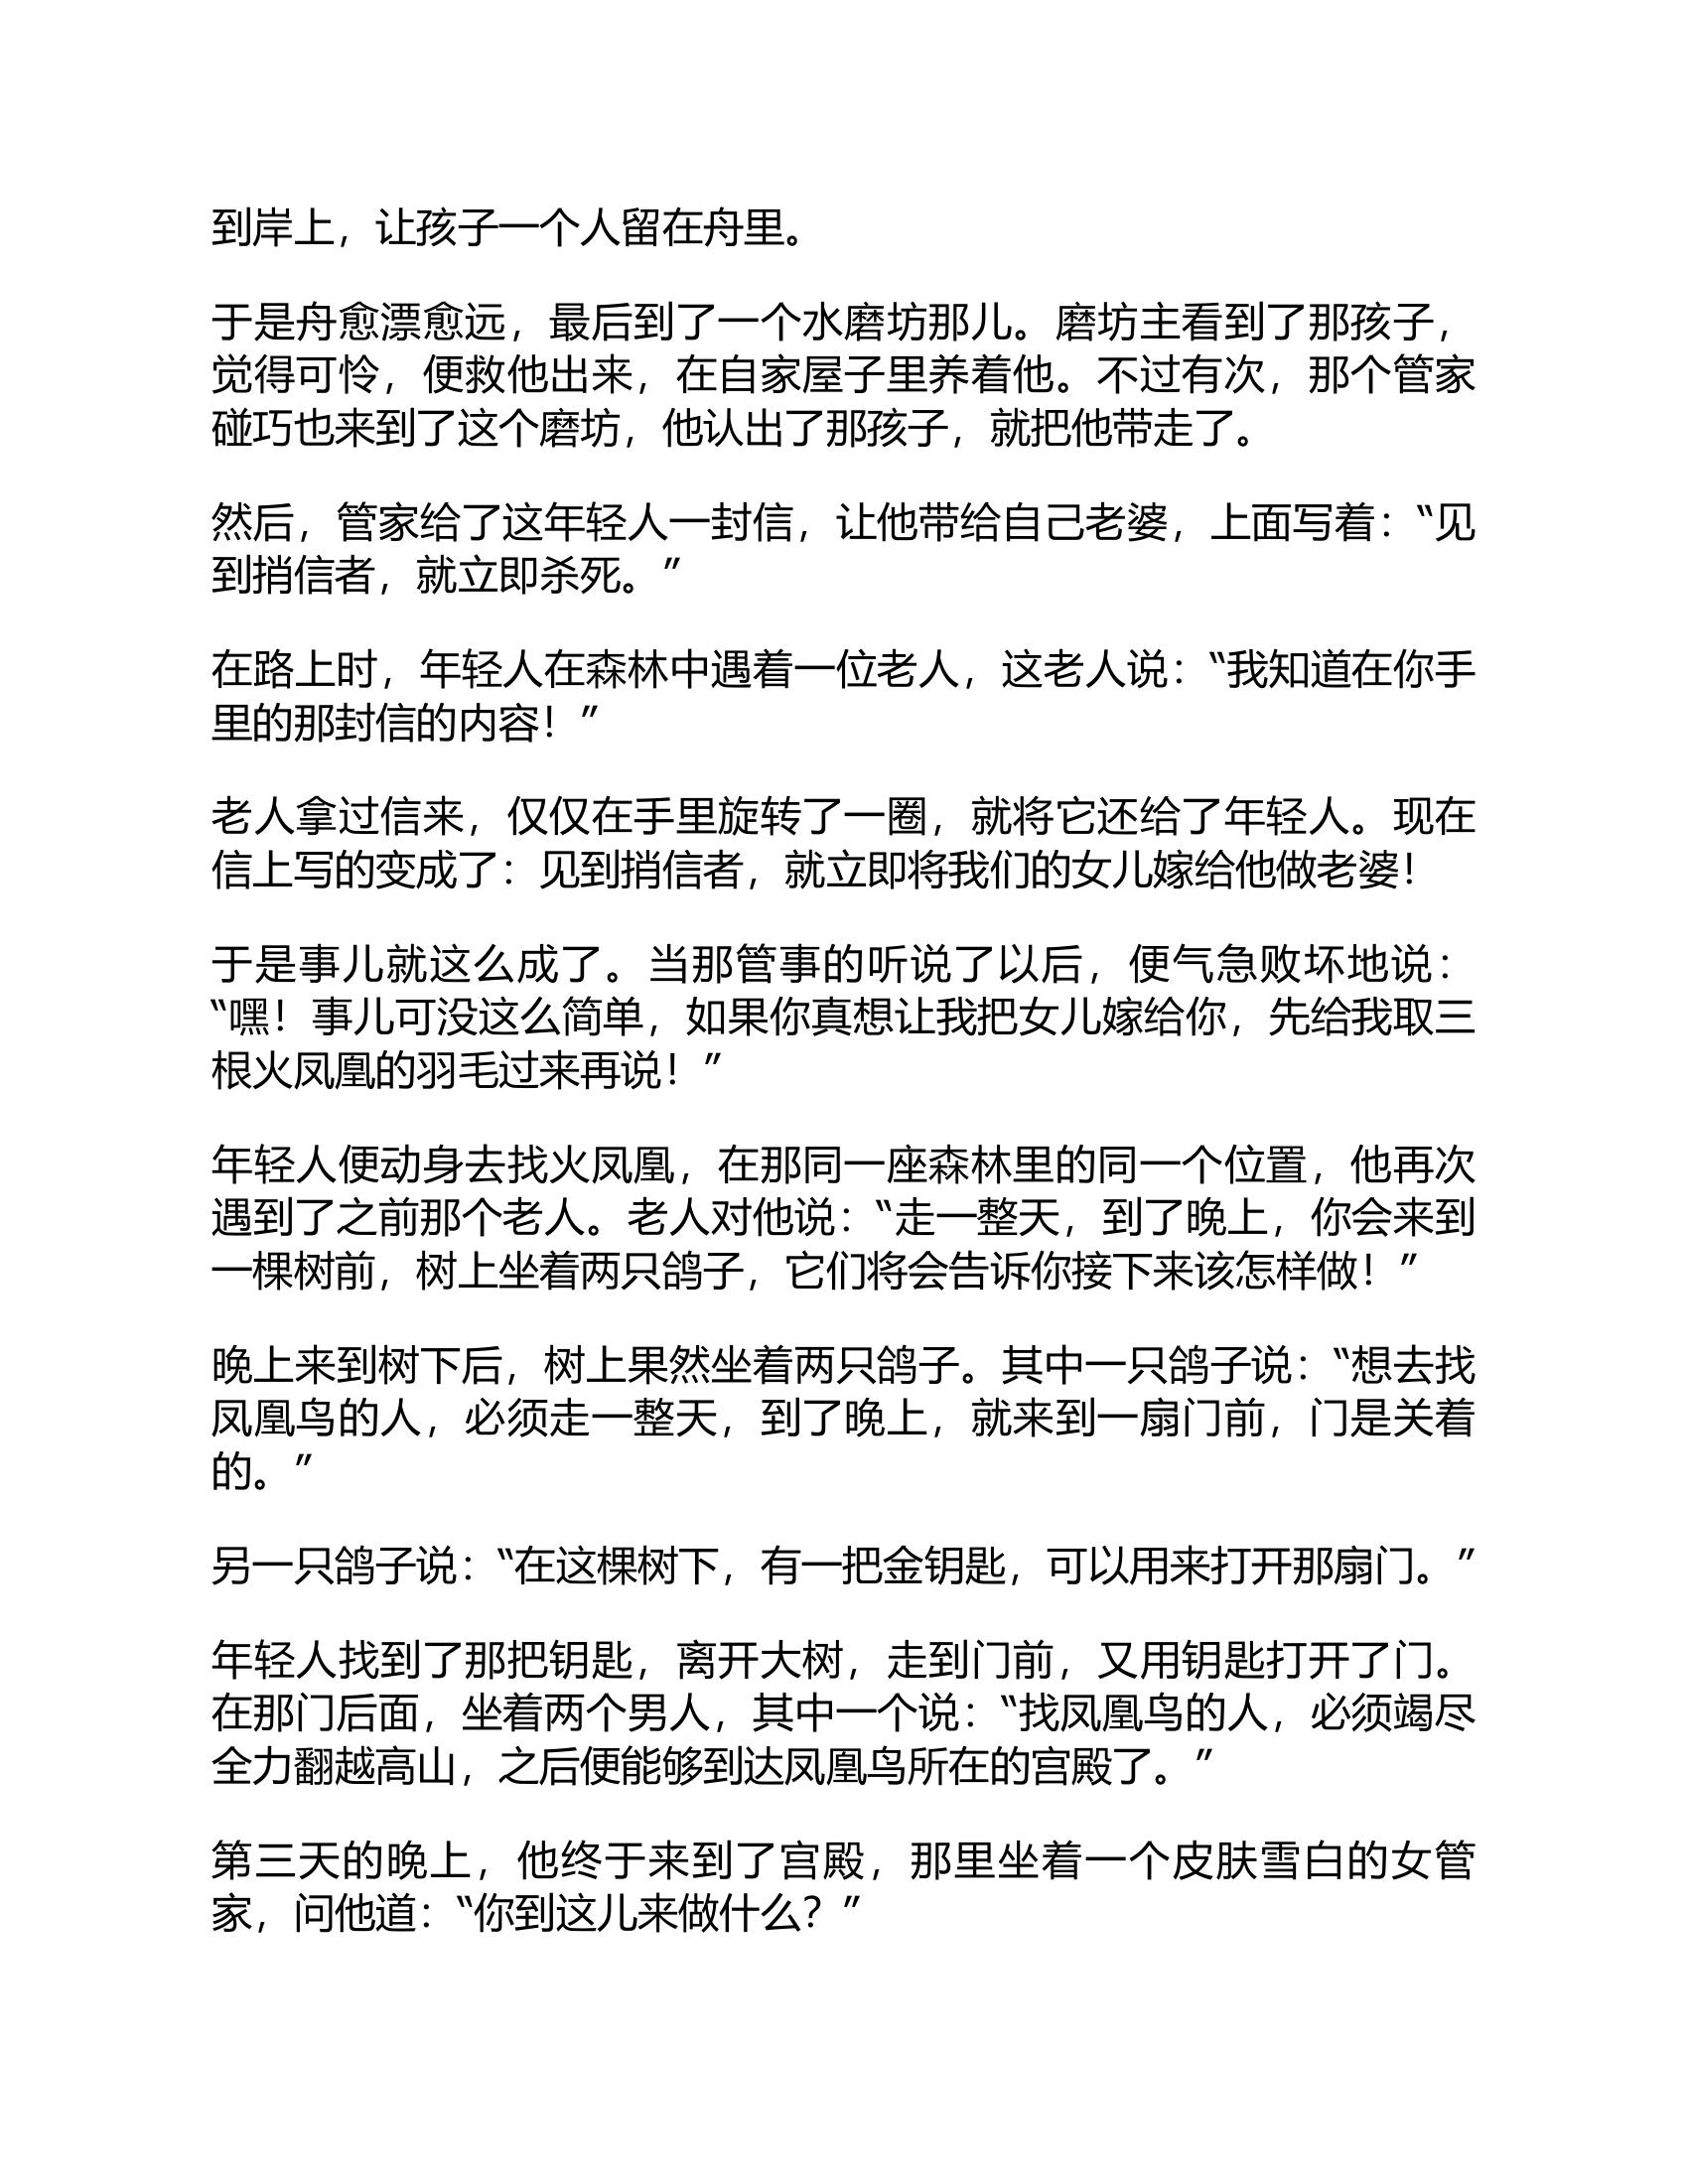 到岸上，让孩子一个人留在舟里。
于是舟愈漂愈远，最后到了一个水磨坊那儿。磨坊主看到了那孩子，
觉得可怜，便救他出来，在自家屋子里养着他。不过有次，那个管家
碰巧也来到了这个磨坊，他认出了那孩子，就把他带走了。
然后，管家给了这年轻人一封信，让他带给自己老婆，上面写着：“见
到捎信者，就立即杀死。”
在路上时，年轻人在森林中遇着一位老人，这老人说：“我知道在你手
里的那封信的内容！”
老人拿过信来，仅仅在手里旋转了一圈，就将它还给了年轻人。现在
信上写的变成了：见到捎信者，就立即将我们的女儿嫁给他做老婆！
于是事儿就这么成了。当那管事的听说了以后，便气急败坏地说：
“嘿！事儿可没这么简单，如果你真想让我把女儿嫁给你，先给我取三
根火凤凰的羽毛过来再说！”
年轻人便动身去找火凤凰，在那同一座森林里的同一个位置，他再次
遇到了之前那个老人。老人对他说：“走一整天，到了晚上，你会来到
一棵树前，树上坐着两只鸽子，它们将会告诉你接下来该怎样做！”
晚上来到树下后，树上果然坐着两只鸽子。其中一只鸽子说：“想去找
凤凰鸟的人，必须走一整天，到了晚上，就来到一扇门前，门是关着
的。”
另一只鸽子说：“在这棵树下，有一把金钥匙，可以用来打开那扇门。”
年轻人找到了那把钥匙，离开大树，走到门前，又用钥匙打开了门。
在那门后面，坐着两个男人，其中一个说：“找凤凰鸟的人，必须竭尽
全力翻越高山，之后便能够到达凤凰鸟所在的宫殿了。”
第三天的晚上，他终于来到了宫殿，那里坐着一个皮肤雪白的女管
家，问他道：“你到这儿来做什么？”